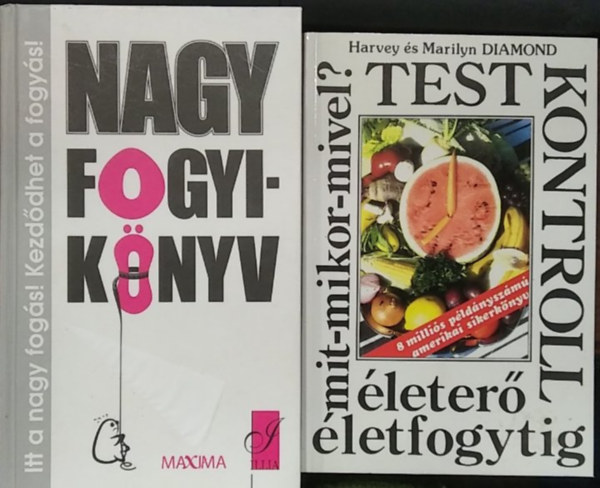 Itt a nagy fogás! Kezdődhet a fogyás!
NAGY
FOGYI-
KÖNYV
MAXIMA
Harvey és Marilyn DIAMOND
TEST
KONTROLL
mit-mikor-mivel?
8 milliós példányszámú
amerikai sikerkönyv
életerő
életfogytig